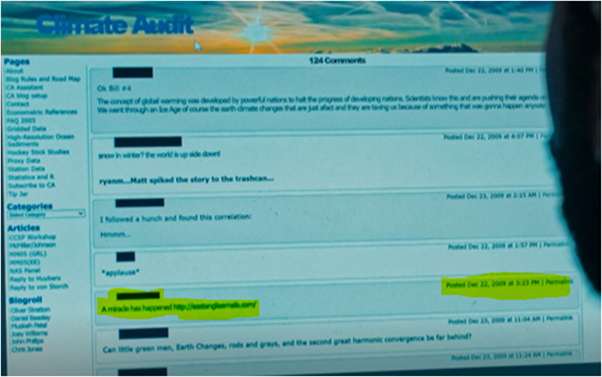 Climate Audit
Pages
About
Blog Rules and Road Map
CA Assistant
CA blog setup
Contact
Econometric References
FAQ 2005
Gridded Data
High-Resolution Ocean
Sediments
Hockey Stick Studies
Proxy Data
Station Data
Statistics and R
Subscribe to CA
Tip Jar
Categories
Select Category
Articles
CCSP Workshop
McMiller/Johnson
MM05 (GRL)
MM05(EE)
NAS Panel
Reply to Huybers
Reply to von Storch
Blogroll
Oliver Stretton
Daniel Beasley
Mustiah Patal
Joey Williams
John Phillips
Chris Jones
124 Comments
Posted Dec 22, 2009 at 1:40 PM |
Ok Bill #4
The concept of global warming was developed by powerful nations to halt the progress of developing nations. Scientists know this and are pushing their agenda
We went through an Ice Age of course the earth climate changes that are just afact and they are taxing us because of something that was gonna happen anyway
Posted Dec 22, 2009 at 4:07 PM |
snow in winter? the world is up side down!
ryanm...Matt spiked the story to the trashcan...
Posted Dec 23, 2009 at 2:15 AM | Permalink
I followed a hunch and found this correlation:
Hmmm...
Posted Dec 22, 2009 at 1:57 PM | Permalink
*applause*
Posted Dec 22, 2009 at 3:23 PM | Permalink
A miracle has happened
Posted Dec 23, 2009 at 11:04 AM | Permalink
Can little green men, Earth Changes, rods and grays, and the second great harmonic convergence be far behind?
Posted Dec 23, 2009 at 11:24 AM | Permalink